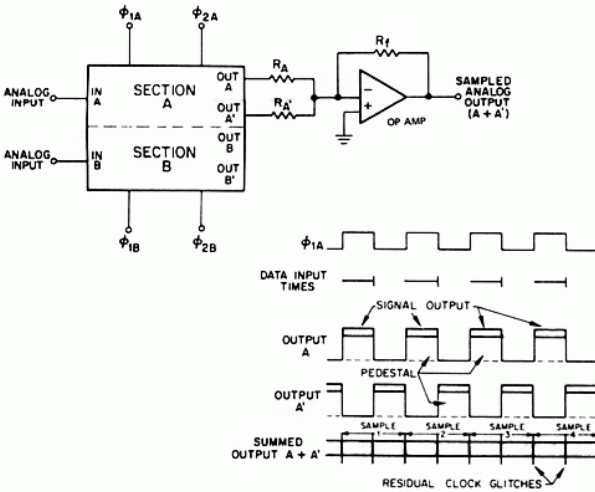 ϕ1A
ϕ2A
ANALOG INPUT
IN A
SECTION A
OUT A
OUT A'
RA
RA'
Rf
−
+
OP AMP
SAMPLED ANALOG OUTPUT (A + A')
ANALOG INPUT
IN B
SECTION B
OUT B
OUT B'
ϕ1B
ϕ2B
ϕ1A
DATA INPUT TIMES
SIGNAL OUTPUT
OUTPUT A
PEDESTAL
OUTPUT A'
SAMPLE 1
SAMPLE 2
SAMPLE 3
SAMPLE 4
SUMMED OUTPUT A + A'
RESIDUAL CLOCK GLITCHES